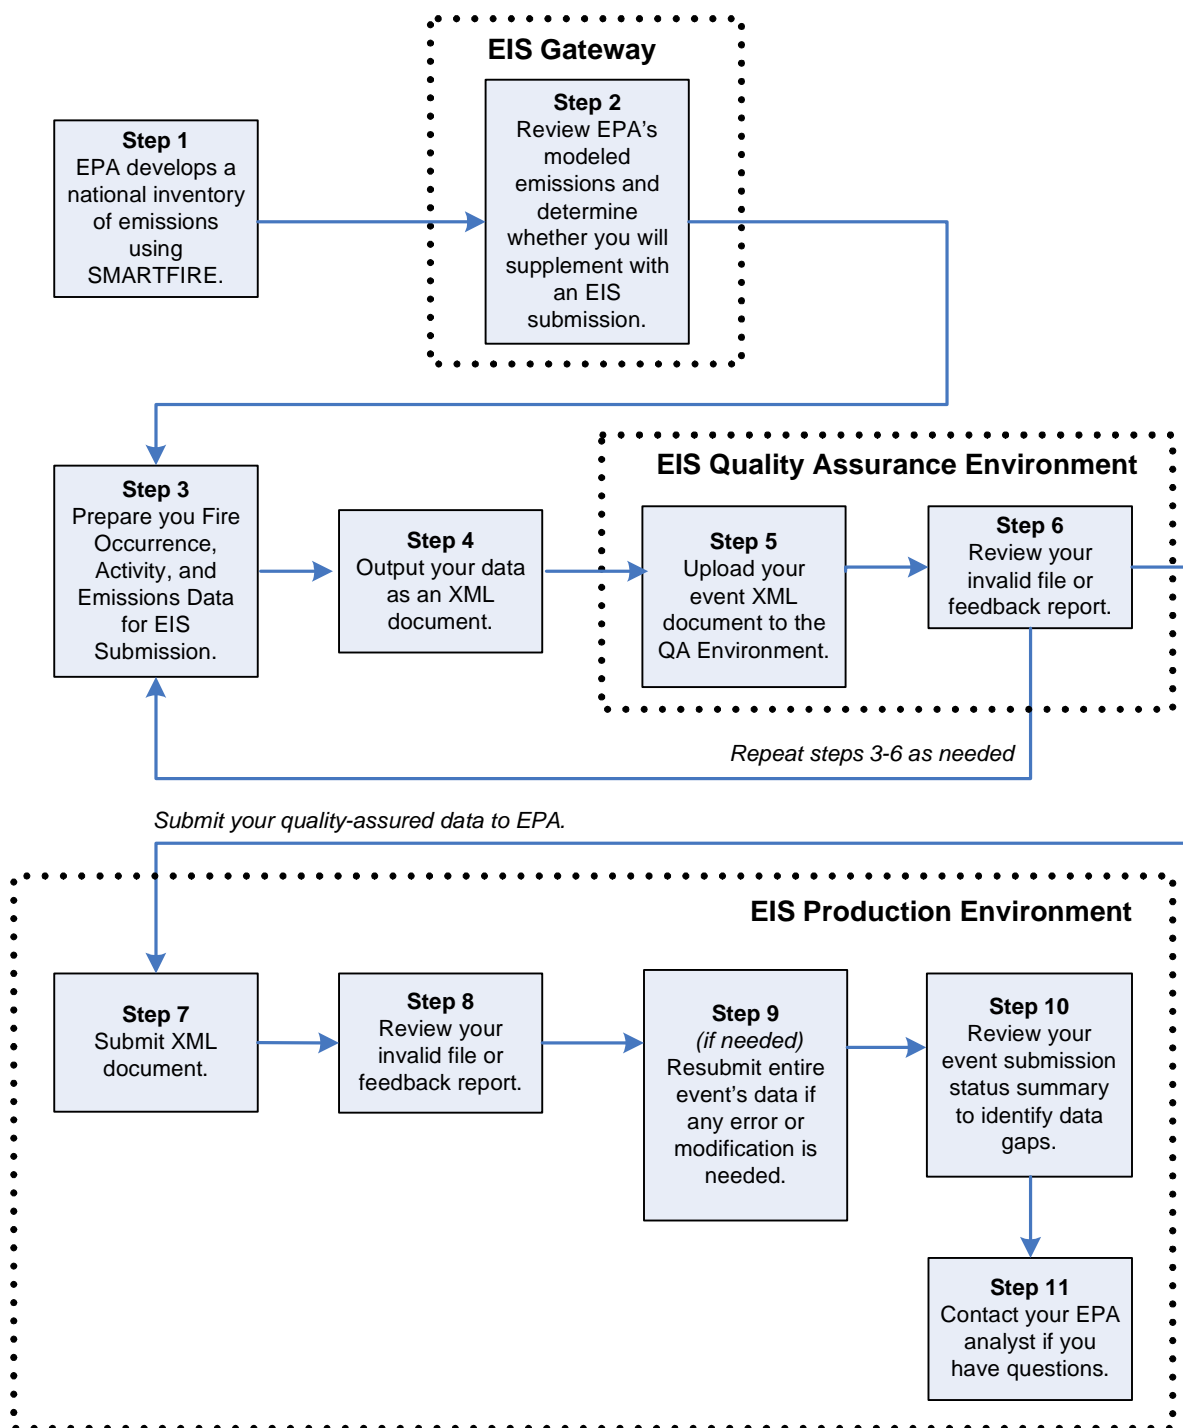 EIS Gateway
Step 1
EPA develops a
national inventory
of emissions
using
SMARTFIRE.
Step 2
Review EPA’s
modeled
emissions and
determine
whether you will
supplement with
an EIS
submission.
EIS Quality Assurance Environment
Step 3
Prepare you Fire
Occurrence,
Activity, and
Emissions Data
for EIS
Submission.
Step 4
Output your data
as an XML
document.
Step 5
Upload your
event XML
document to the
QA Environment.
Step 6
Review your
invalid file or
feedback report.
Repeat steps 3-6 as needed
Submit your quality-assured data to EPA.
EIS Production Environment
Step 7
Submit XML
document.
Step 8
Review your
invalid file or
feedback report.
Step 9
(if needed)
Resubmit entire
event’s data if
any error or
modification is
needed.
Step 10
Review your
event submission
status summary
to identify data
gaps.
Step 11
Contact your EPA
analyst if you
have questions.